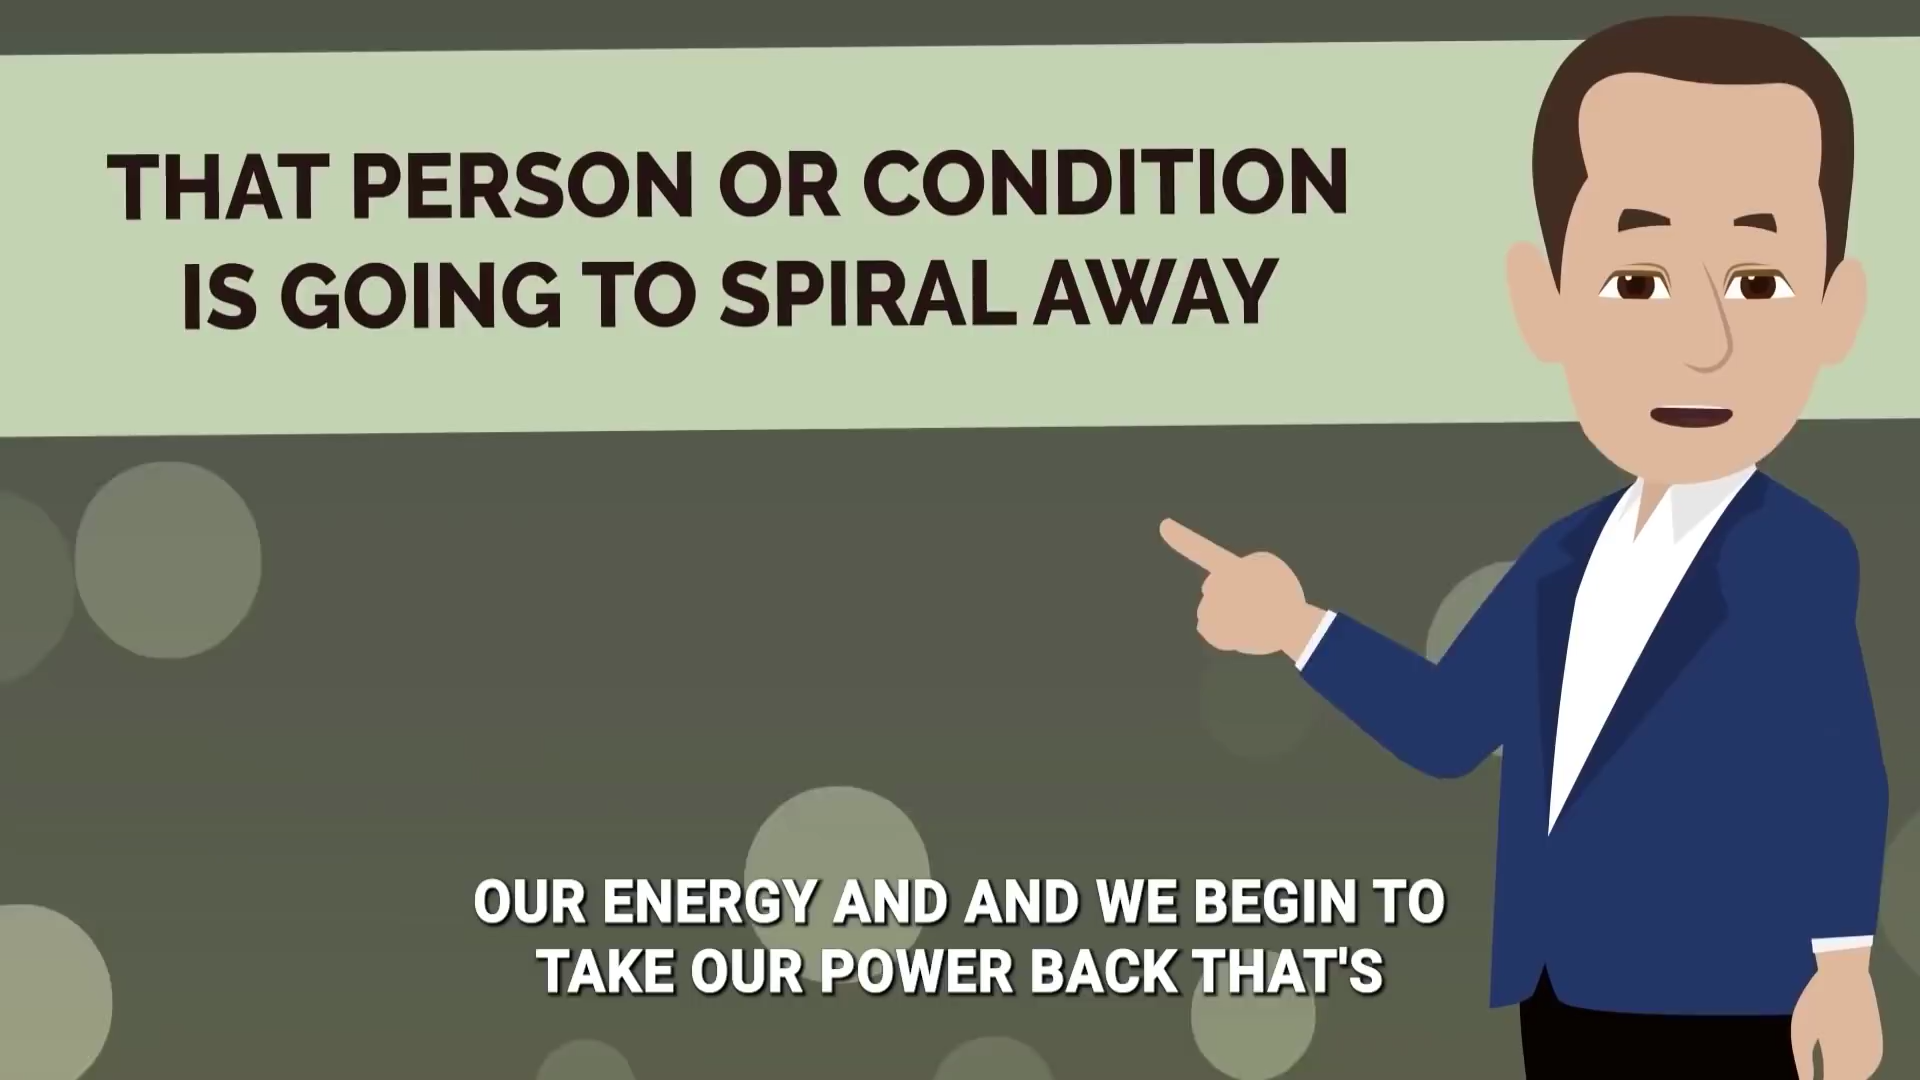 THAT PERSON OR CONDITION
IS GOING TO SPIRAL AWAY
OUR ENERGY AND AND WE BEGIN TO
TAKE OUR POWER BACK THAT'S